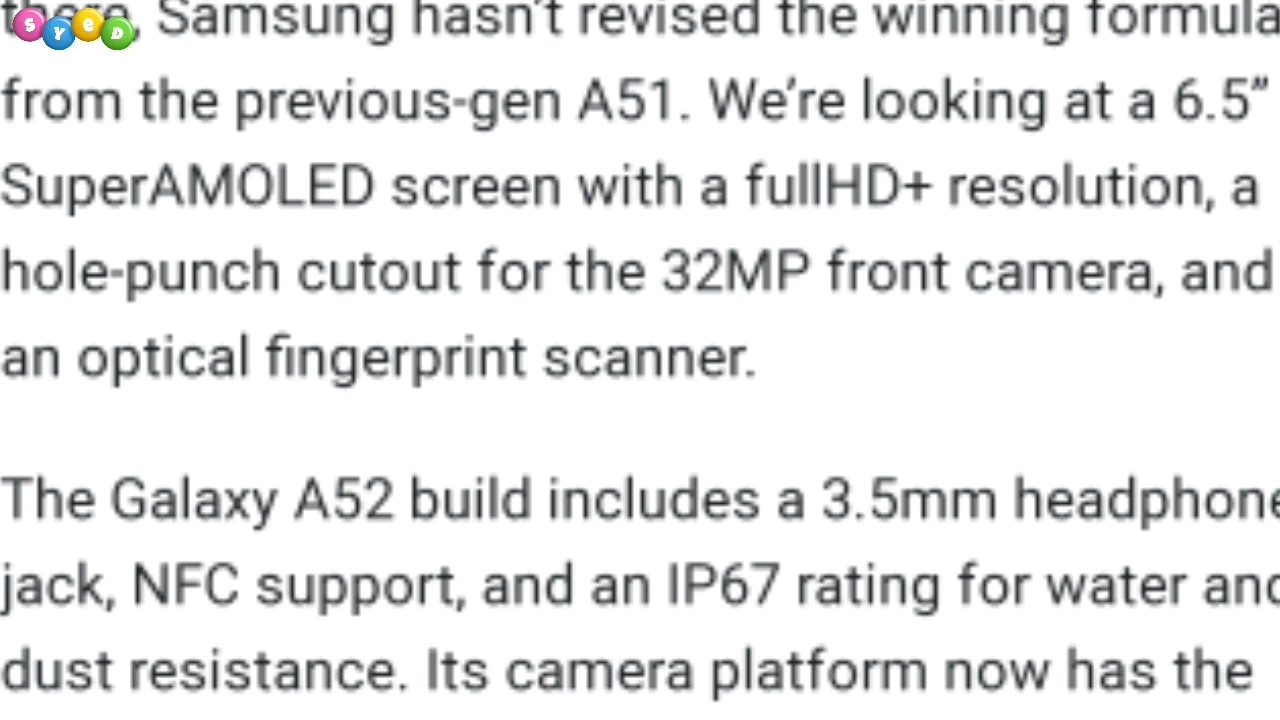 SYeD
there, Samsung hasn't revised the winning formula
from the previous-gen A51. We're looking at a 6.5”
SuperAMOLED screen with a fullHD+ resolution, a
hole-punch cutout for the 32MP front camera, and
an optical fingerprint scanner.
The Galaxy A52 build includes a 3.5mm headphone
jack, NFC support, and an IP67 rating for water and
dust resistance. Its camera platform now has the